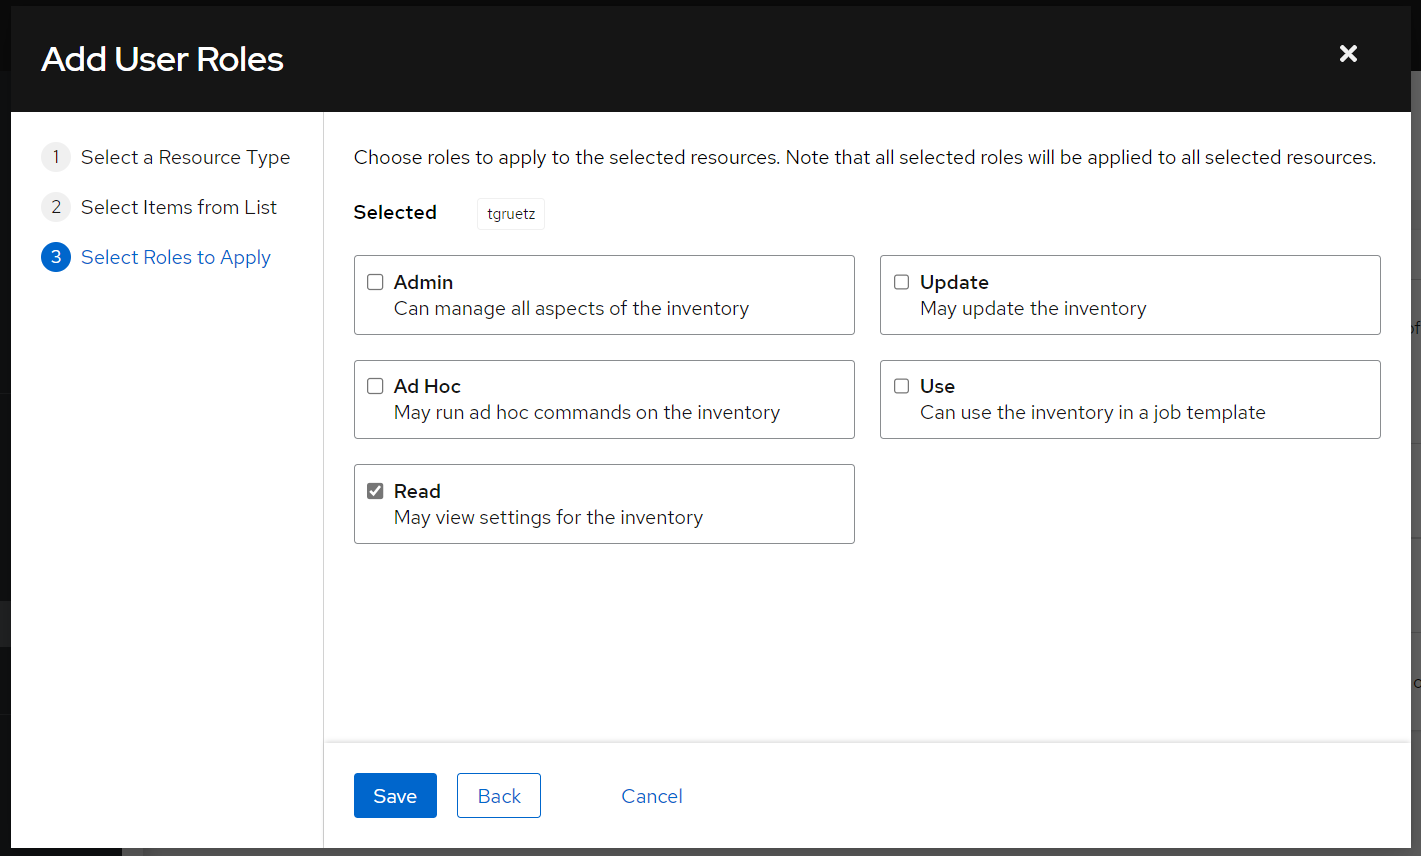 Add User Roles
1 Select a Resource Type
2 Select Items from List
3 Select Roles to Apply
Choose roles to apply to the selected resources. Note that all selected roles will be applied to all selected resources.
Selected tgruetz
Admin
Can manage all aspects of the inventory
Update
May update the inventory
Ad Hoc
May run ad hoc commands on the inventory
Use
Can use the inventory in a job template
Read
May view settings for the inventory
Save Back Cancel